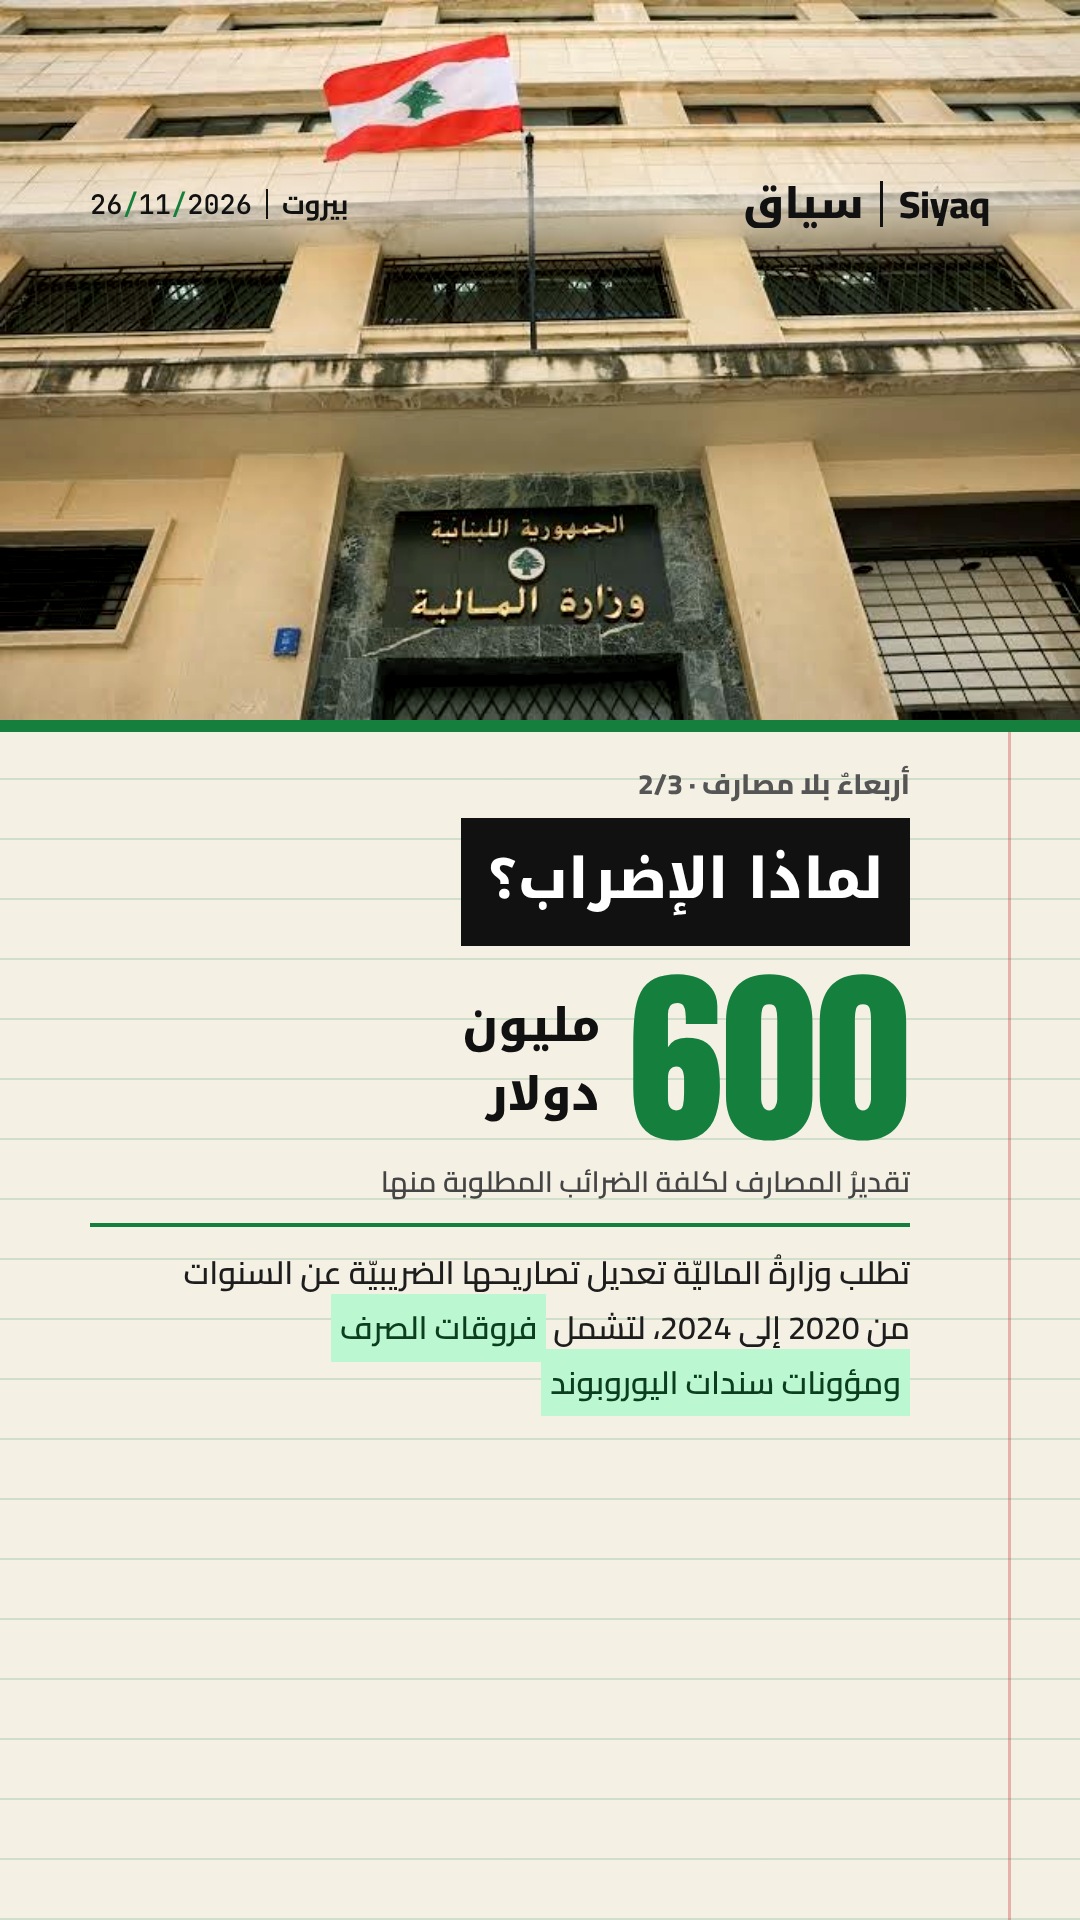 Siyaq | سياق
بيروت | 26/11/2026
الجمهورية اللبنانية
وزارة المالية
أربعاءٌ بلا مصارف · 2/3
لماذا الإضراب؟
600
مليون
دولار
تقديرُ المصارف لكلفة الضرائب المطلوبة منها
تطلب وزارةُ الماليّة تعديل تصاريحها الضريبيّة عن السنوات
من 2020 إلى 2024، لتشمل فروقات الصرف
ومؤونات سندات اليوروبوند